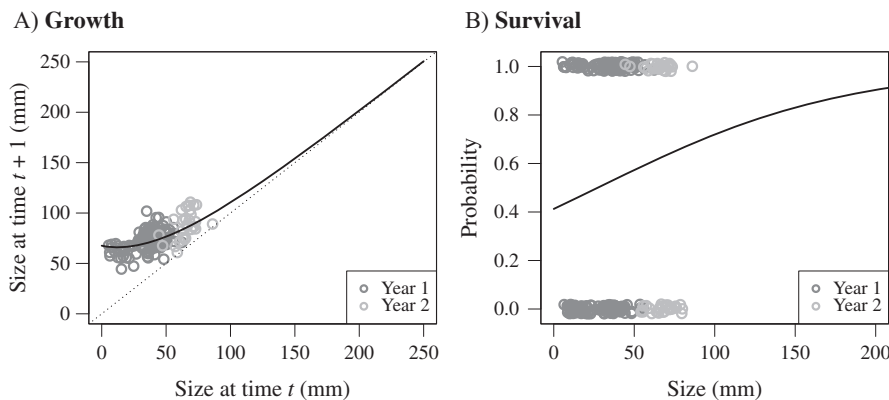 A) Growth
Size at time t + 1 (mm)
250
200
150
100
50
0
Year 1
Year 2
0 50 100 150 200 250
Size at time t (mm)
B) Survival
Probability
1.0
0.8
0.6
0.4
0.2
0.0
Year 1
Year 2
0 50 100 150 200
Size (mm)